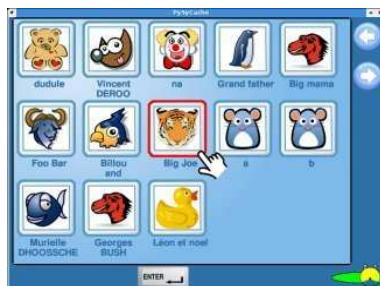 PySyCache
dudule
Vincent
DEROO
na
Grand father
Big mama
Foo Bar
Billou
and
Big Joe
a
b
Murielle
DHOOSSCHE
Georges
BUSH
Léon et noel
ENTER